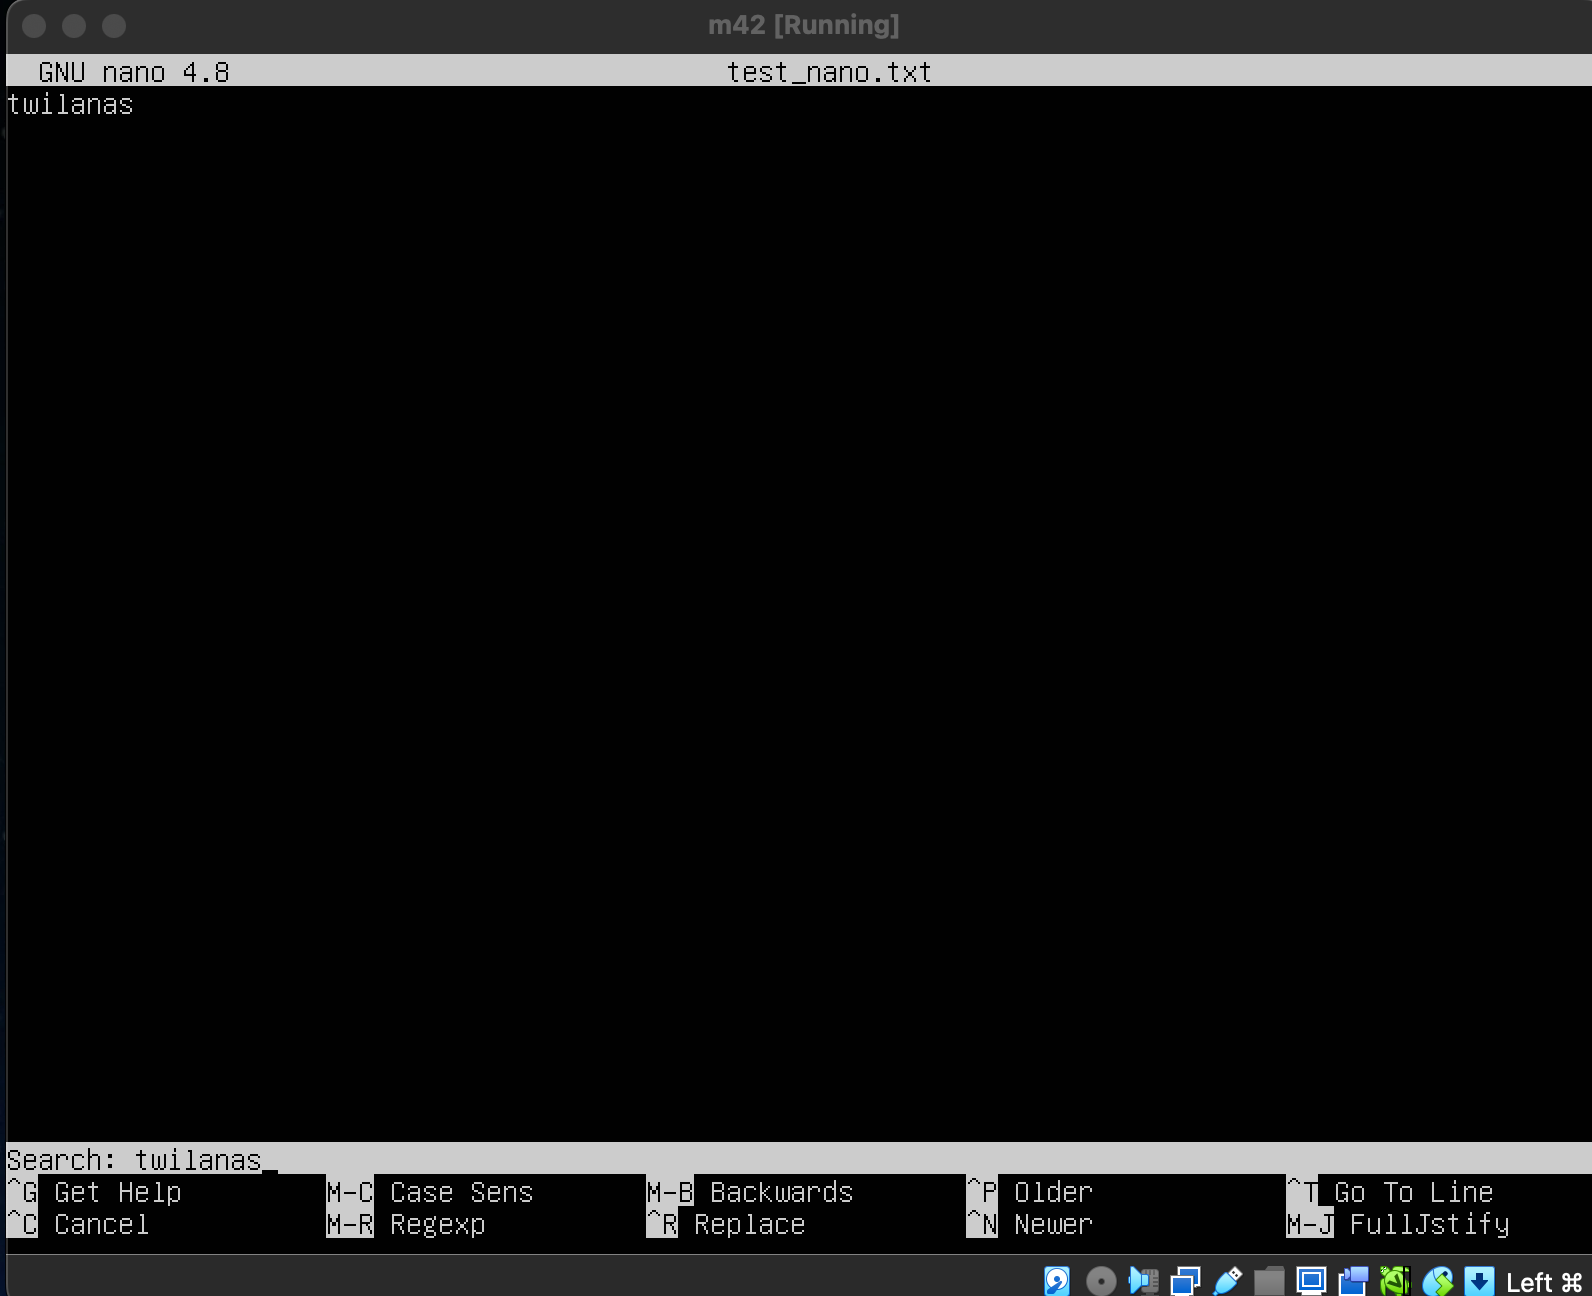 m42 [Running]
GNU nano 4.8 test_nano.txt
twilanas
Search: twilanas_
^G Get Help M-C Case Sens M-B Backwards ^P Older ^T Go To Line
^C Cancel M-R Regexp ^R Replace ^N Newer M-J FullJstify
Left ⌘